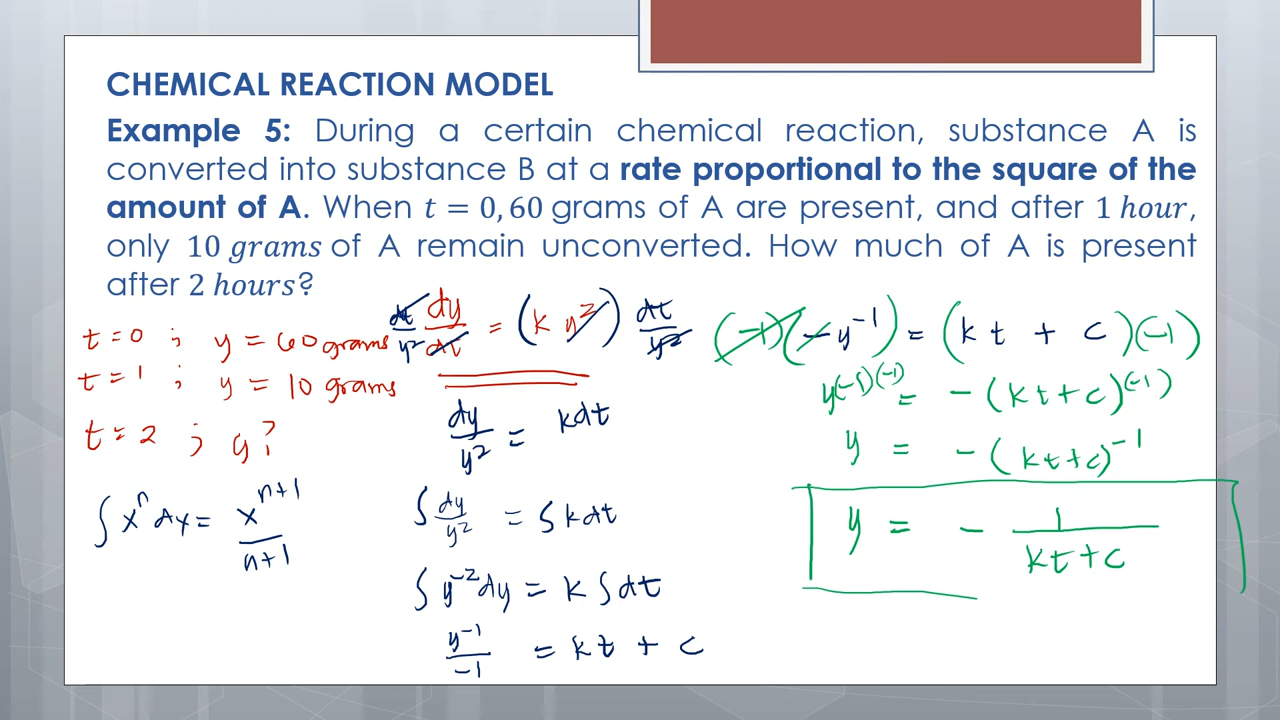 CHEMICAL REACTION MODEL
Example 5: During a certain chemical reaction, substance A is
converted into substance B at a rate proportional to the square of the
amount of A. When t = 0, 60 grams of A are present, and after 1 hour,
only 10 grams of A remain unconverted. How much of A is present
after 2 hours?
t = 0 ; y = 60 grams
t = 1 ; y = 10 grams
t = 2 ; y?
∫ x^n dx = x^(n+1)/(n+1)
dt/y² dy/dt = (k y²) dt/y²
dy/y² = kdt
∫ dy/y² = ∫ kdt
∫ y^-2 dy = k ∫ dt
y^-1/-1 = kt + c
(-1)(-y^-1) = (kt + c)(-1)
y^(-1)(-1) = -(kt + c)^(-1)
y = -(kt+c)^-1
y = - 1/(kt+c)